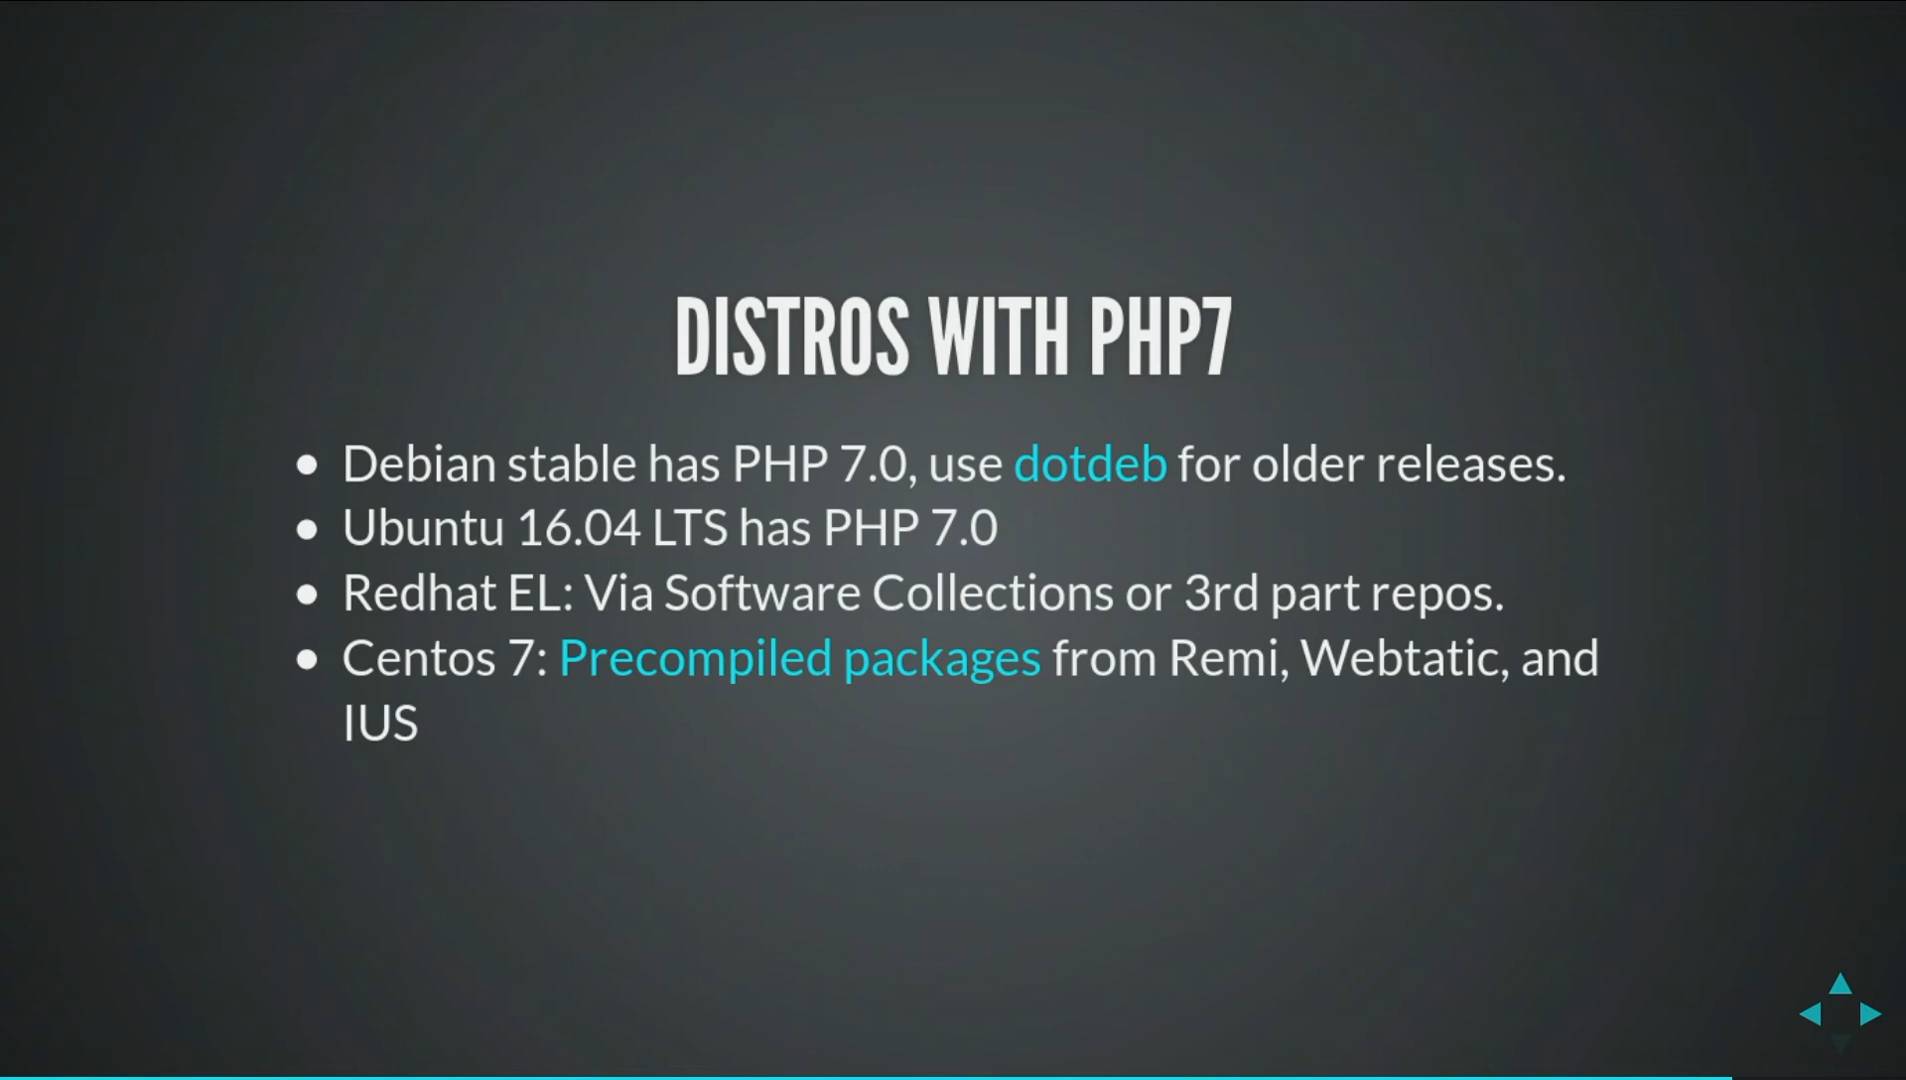 DISTROS WITH PHP7
Debian stable has PHP 7.0, use dotdeb for older releases.
Ubuntu 16.04 LTS has PHP 7.0
Redhat EL: Via Software Collections or 3rd part repos.
Centos 7: Precompiled packages from Remi, Webtatic, and
IUS